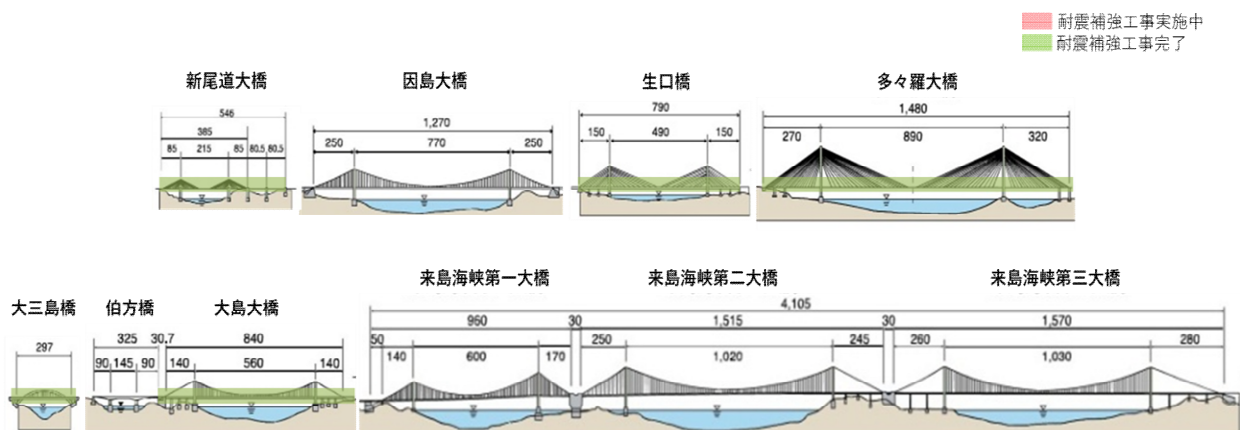 耐震補強工事実施中
耐震補強工事完了
新尾道大橋
因島大橋
生口橋
多々羅大橋
546
385
85 215 85 80.5 80.5
1,270
250 770 250
790
150 490 150
1,480
270 890 320
大三島橋
伯方橋
大島大橋
来島海峡第一大橋
来島海峡第二大橋
来島海峡第三大橋
297
325 30.7 840
90 145 90 140 560 140
4,105
960 30 1,515 30 1,570
50 140 600 170 250 1,020 245 260 1,030 280